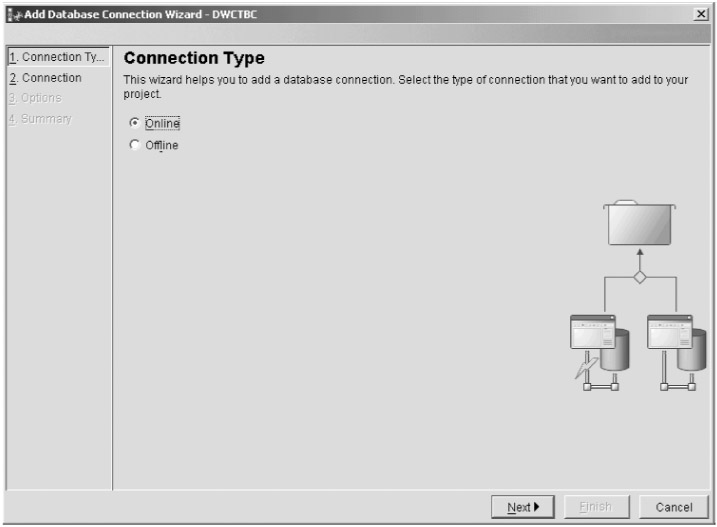 Add Database Connection Wizard - DWCTBC
1. Connection Ty...
2. Connection
3. Options
4. Summary
Connection Type
This wizard helps you to add a database connection. Select the type of connection that you want to add to your
project.
Online
Offline
Next
Finish
Cancel